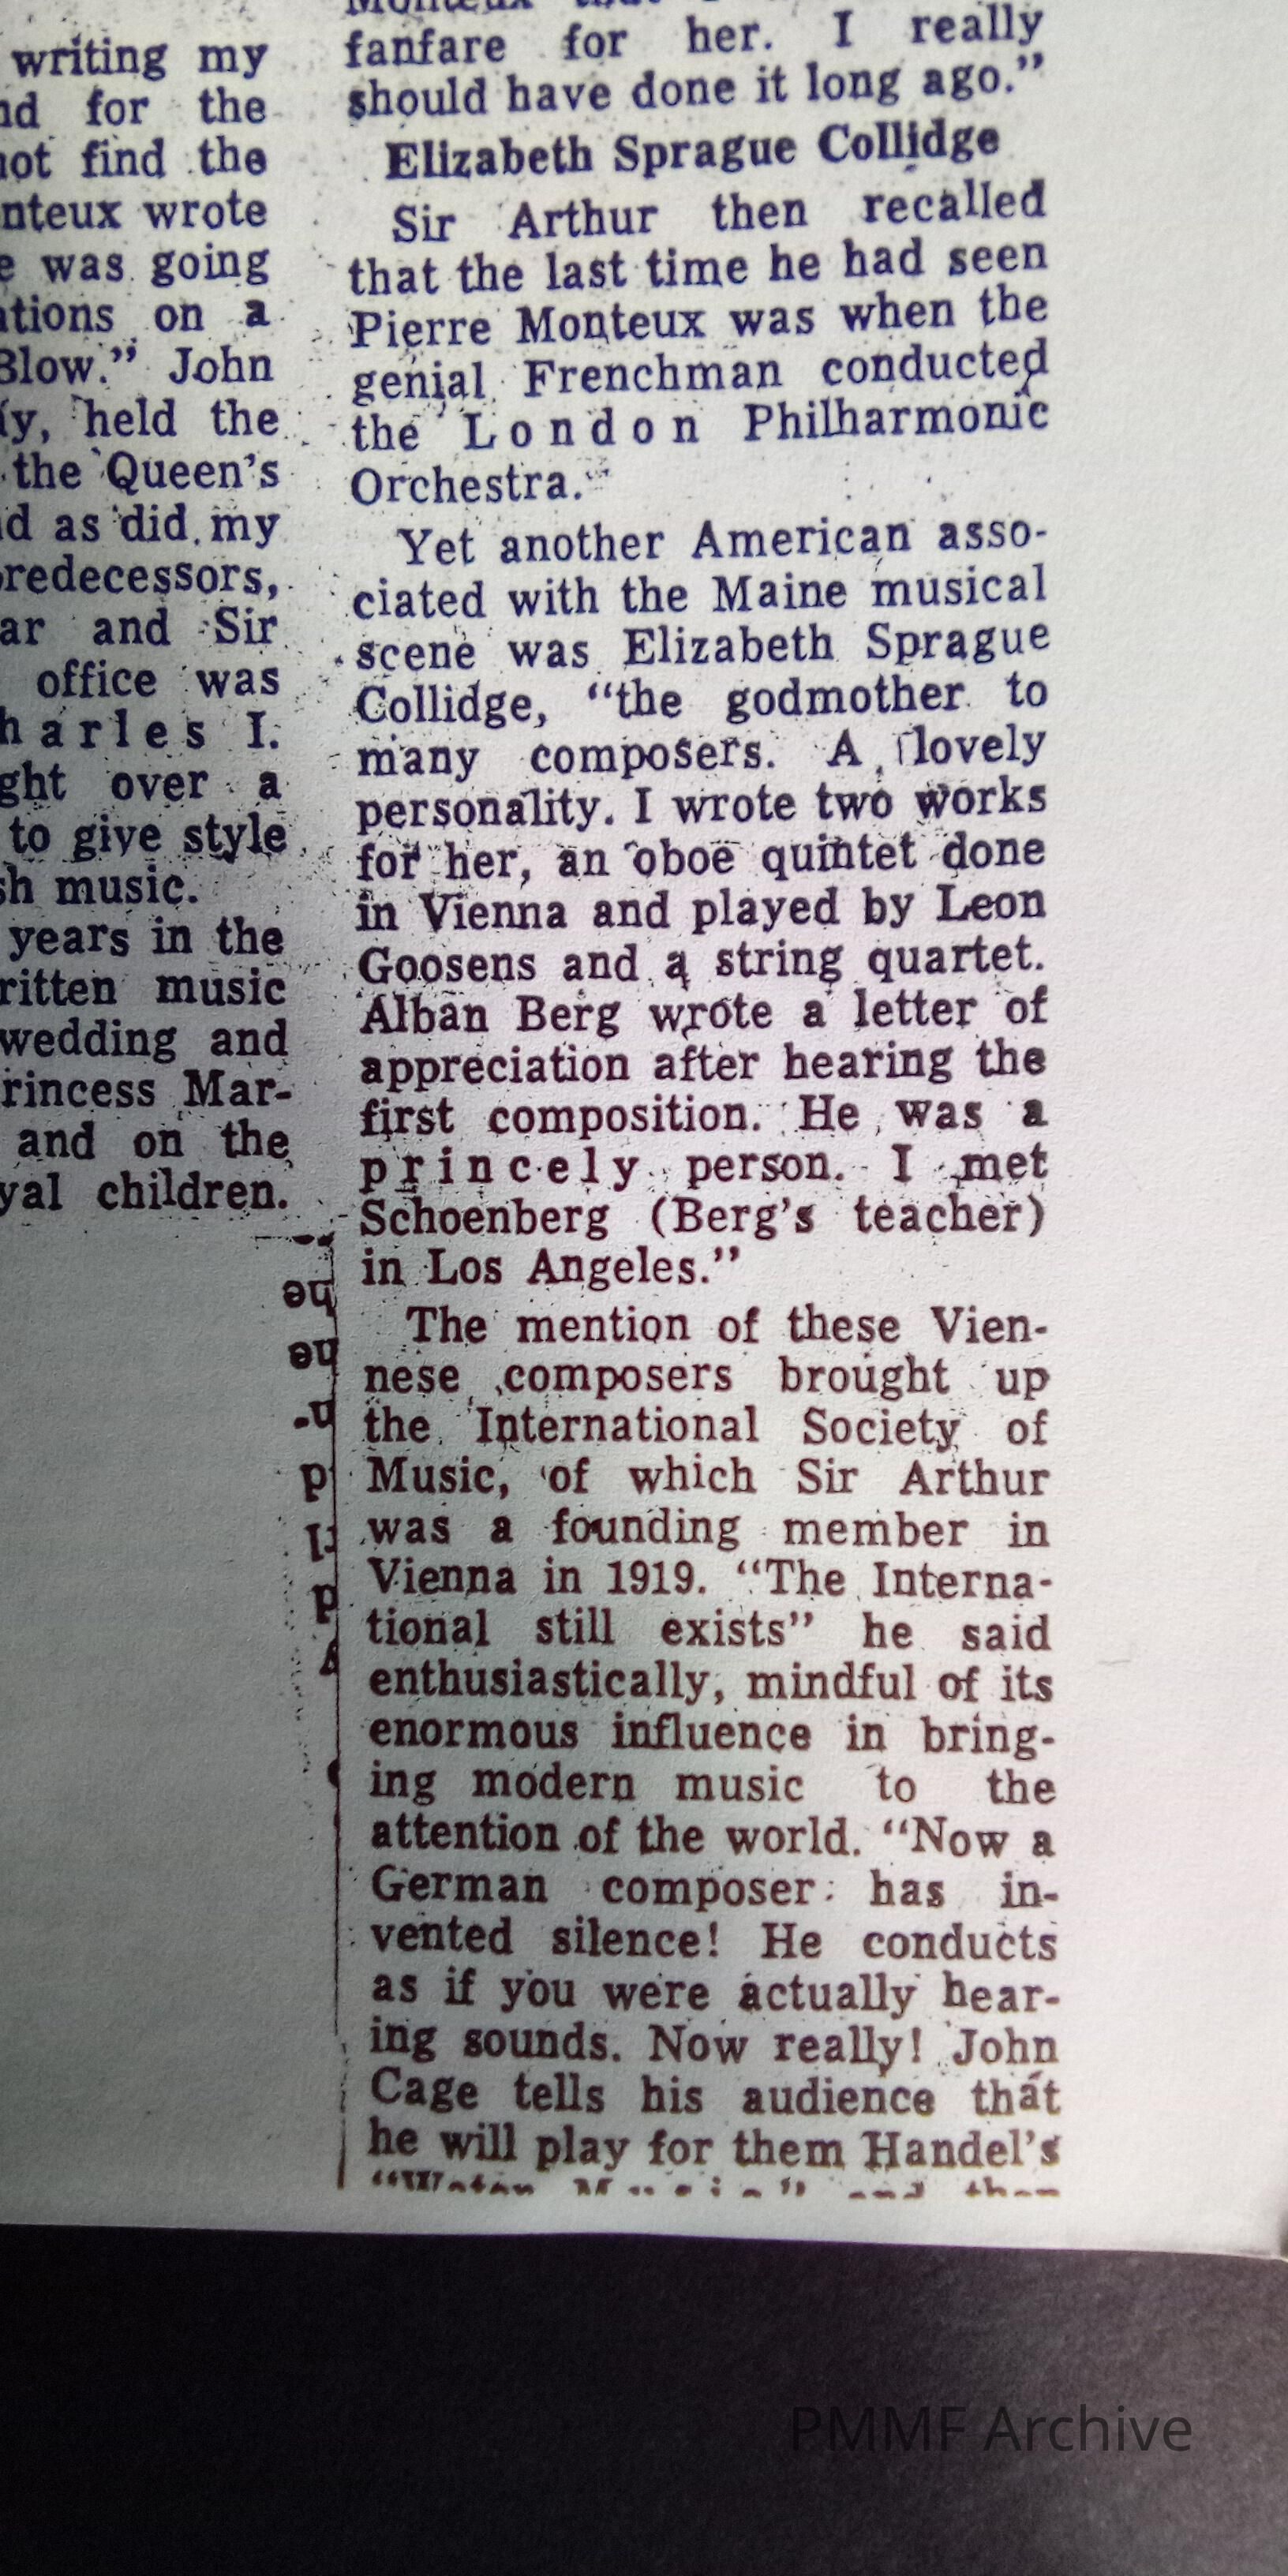 writing my
for the
find the
wrote
was going
on a
Blow." John
held the
the Queen's
as did my
predecessors,
and Sir
office was
Charles I.
over a
to give style
music.
years in the
music
wedding and
Princess Mar-
and on the
children.
fanfare for her. I really
should have done it long ago."
Elizabeth Sprague Collidge
Sir Arthur then recalled
that the last time he had seen
Pierre Monteux was when the
genial Frenchman conducted
the London Philharmonic
Orchestra."
Yet another American asso-
ciated with the Maine musical
scene was Elizabeth Sprague
Collidge, "the godmother to
many composers. A lovely
personality. I wrote two works
for her, an oboe quintet done
in Vienna and played by Leon
Goosens and a string quartet.
Alban Berg wrote a letter of
appreciation after hearing the
first composition. He was a
princely person. I met
Schoenberg (Berg's teacher)
in Los Angeles."
The mention of these Vien-
nese composers brought up
the International Society of
Music, of which Sir Arthur
was a founding member in
Vienna in 1919. "The Interna-
tional still exists" he said
enthusiastically, mindful of its
enormous influence in bring-
ing modern music to the
attention of the world. "Now a
German composer has in-
vented silence! He conducts
as if you were actually hear-
ing sounds. Now really! John
Cage tells his audience that
he will play for them Handel's
PMMF Archive